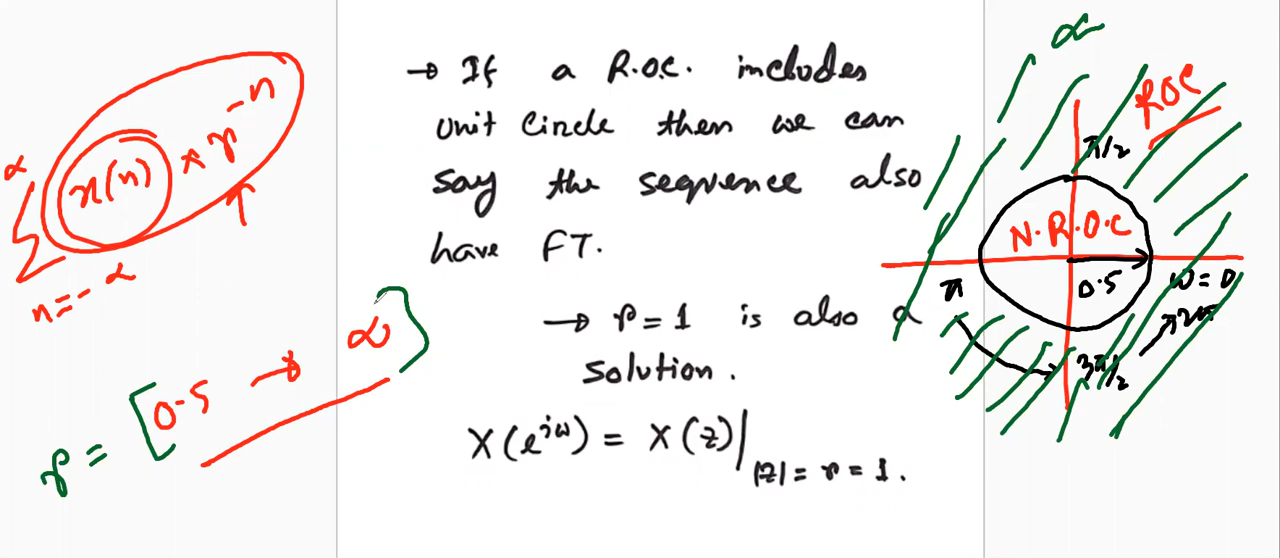 ∝
x(n) * r^-n
n=-∝
r = [0.5 → ∝}
→ If a R.O.C. includes
Unit Circle then we can
say the sequence also
have FT.
→ r=1 is also a
solution.
X(e^jω) = X(z)| |z| = r = 1.
∝
ROC
π/2
N.R.O.C
0.5
ω=0
π
2π
3π/2